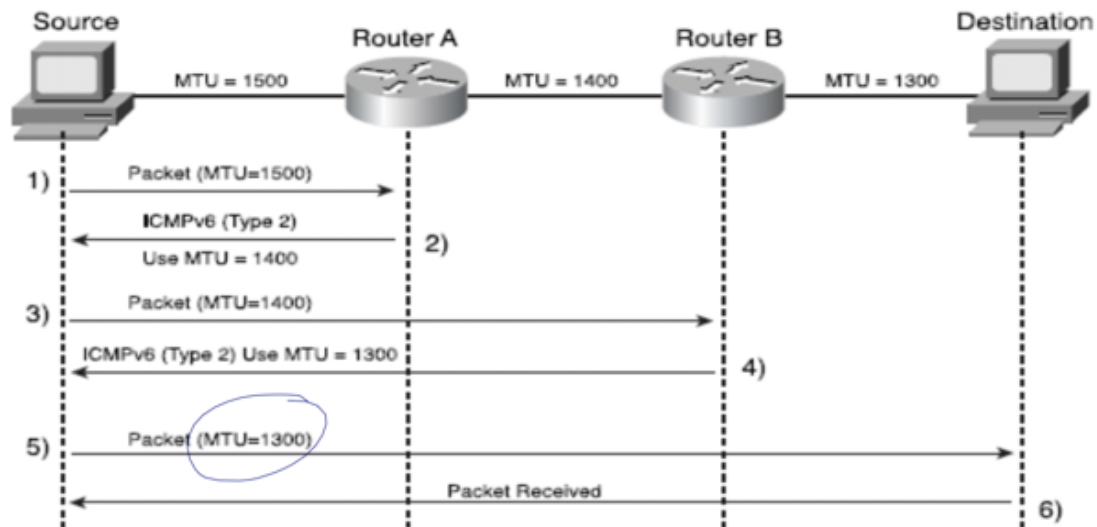 Source
Destination
Router A
Router B
MTU = 1500
MTU = 1400
MTU = 1300
1)
Packet (MTU=1500)
ICMPv6 (Type 2)
2)
Use MTU = 1400
3)
Packet (MTU=1400)
ICMPv6 (Type 2) Use MTU = 1300
4)
5)
Packet (MTU=1300)
Packet Received
6)